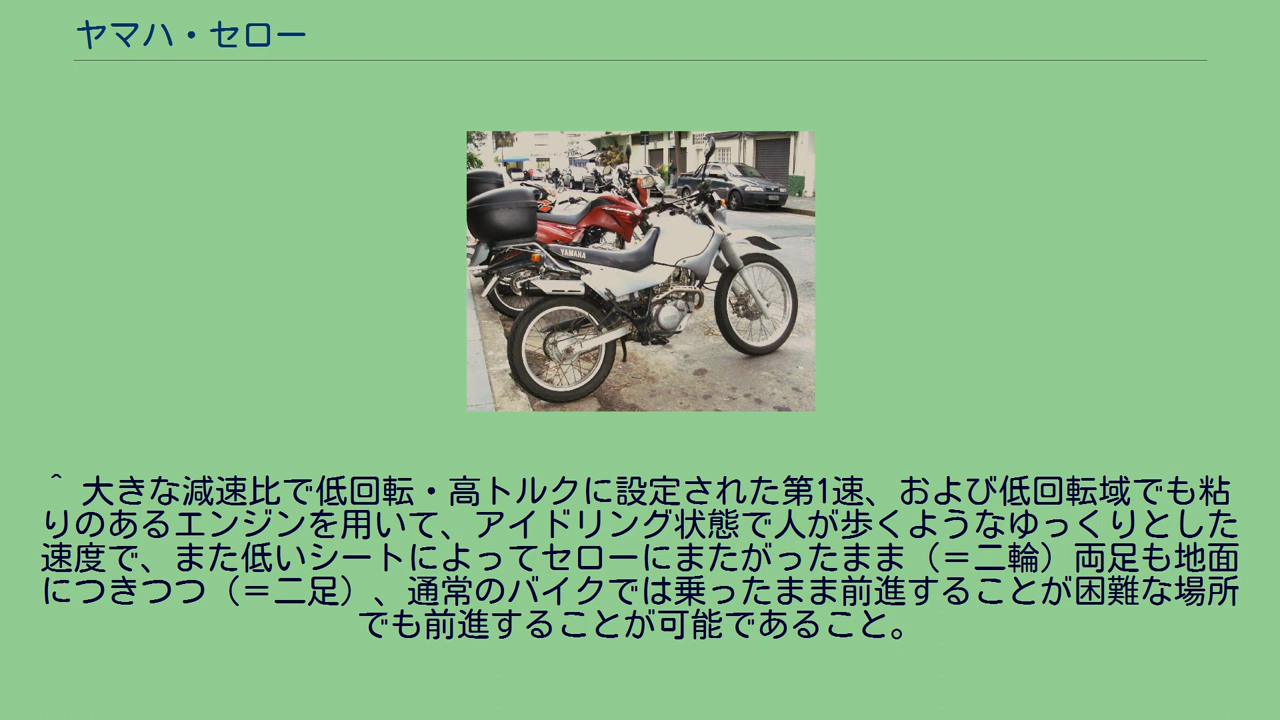 ヤマハ・セロー
YAMAHA
^ 大きな減速比で低回転・高トルクに設定された第1速、および低回転域でも粘
りのあるエンジンを用いて、アイドリング状態で人が歩くようなゆっくりとした
速度で、また低いシートによってセローにまたがったまま（＝二輪）両足も地面
につきつつ（＝二足）、通常のバイクでは乗ったまま前進することが困難な場所
でも前進することが可能であること。